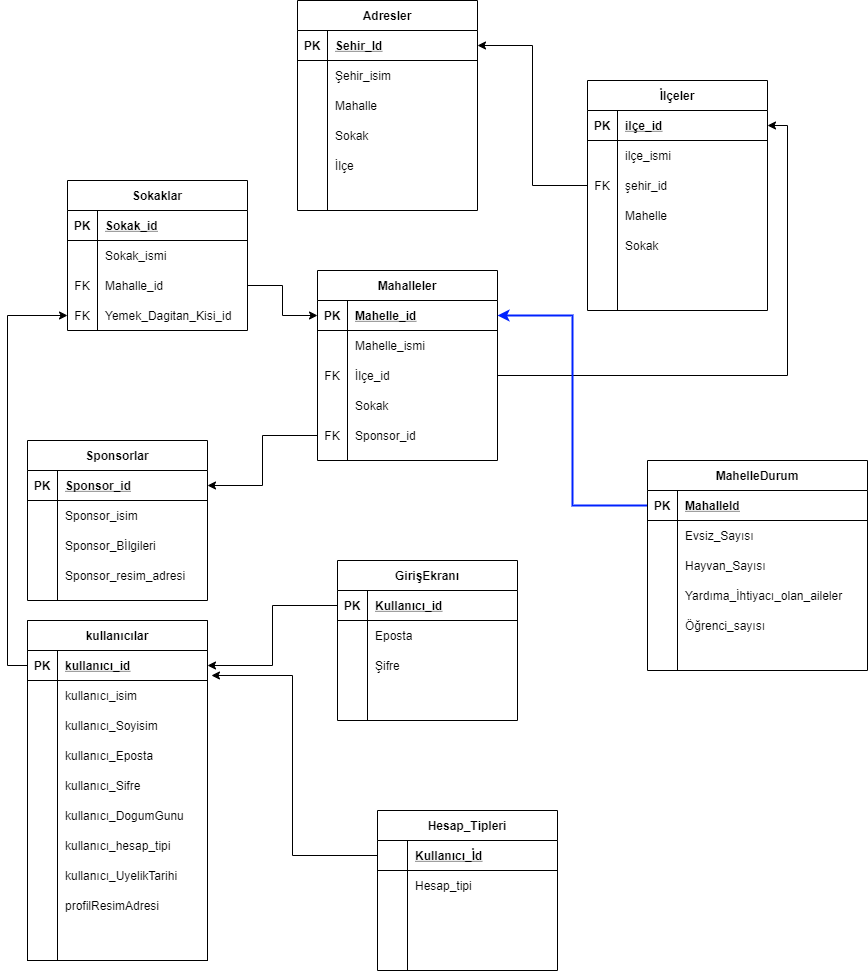 Adresler
PK Sehir_Id
Şehir_isim
Mahalle
Sokak
İlçe
İlçeler
PK ilçe_id
ilçe_ismi
FK şehir_id
Mahelle
Sokak
Sokaklar
PK Sokak_id
Sokak_ismi
FK Mahalle_id
FK Yemek_Dagitan_Kisi_id
Mahalleler
PK Mahelle_id
Mahelle_ismi
FK İlçe_id
Sokak
FK Sponsor_id
Sponsorlar
PK Sponsor_id
Sponsor_isim
Sponsor_Bİlgileri
Sponsor_resim_adresi
MahelleDurum
PK MahalleId
Evsiz_Sayısı
Hayvan_Sayısı
Yardıma_İhtiyacı_olan_aileler
Öğrenci_sayısı
GirişEkranı
PK Kullanıcı_id
Eposta
Şifre
kullanıcılar
PK kullanıcı_id
kullanıcı_isim
kullanıcı_Soyisim
kullanıcı_Eposta
kullanıcı_Sifre
kullanıcı_DogumGunu
kullanıcı_hesap_tipi
kullanıcı_UyelikTarihi
profilResimAdresi
Hesap_Tipleri
Kullanıcı_İd
Hesap_tipi